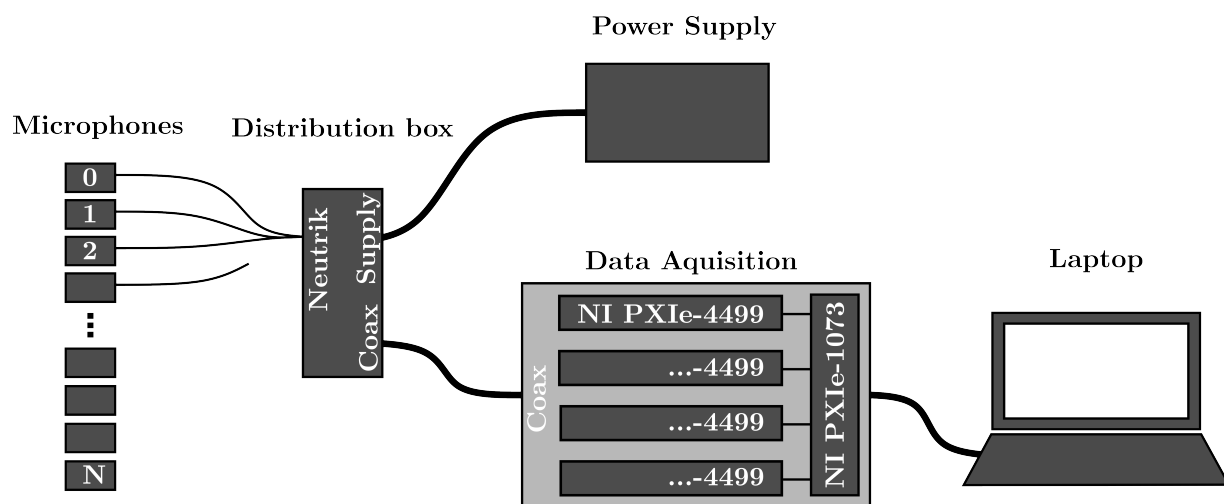 Power Supply
Microphones
Distribution box
0
1
2
...
N
Neutrik
Supply
Coax
Data Aquisition
Coax
NI PXIe-4499
...-4499
...-4499
...-4499
NI PXIe-1073
Laptop